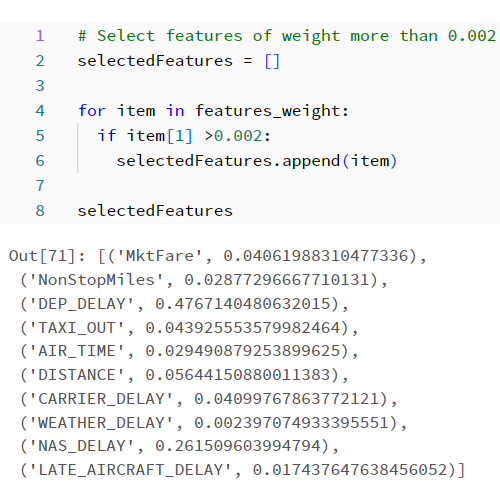 1 # Select features of weight more than 0.002
2 selectedFeatures = []
3
4 for item in features_weight:
5   if item[1] >0.002:
6     selectedFeatures.append(item)
7
8 selectedFeatures
Out[71]: [('MktFare', 0.04061988310477336),
('NonStopMiles', 0.02877296667710131),
('DEP_DELAY', 0.4767140480632015),
('TAXI_OUT', 0.043925553579982464),
('AIR_TIME', 0.029490879253899625),
('DISTANCE', 0.05644150880011383),
('CARRIER_DELAY', 0.04099767863772121),
('WEATHER_DELAY', 0.002397074933395551),
('NAS_DELAY', 0.261509603994794),
('LATE_AIRCRAFT_DELAY', 0.017437647638456052)]